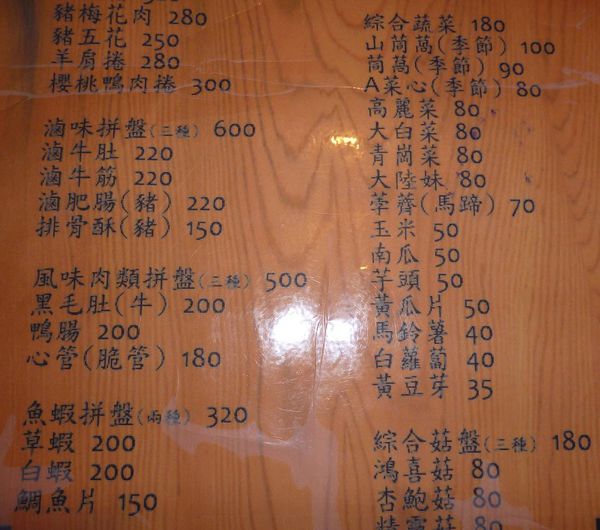 豬梅花肉 280
豬五花 250
羊肩捲 280
櫻桃鴨肉捲 300
滷味拼盤(三種) 600
滷牛肚 220
滷牛筋 220
滷肥腸(豬) 220
排骨酥(豬) 150
風味肉類拼盤(三種) 500
黑毛肚(牛) 200
鴨腸 200
心管(脆管) 180
魚蝦拼盤(兩種) 320
草蝦 200
白蝦 200
鯛魚片 150
綜合蔬菜 180
山茼萵(季節) 100
茼萵(季節) 90
A菜心(季節) 80
高麗菜 80
大白菜 80
青崗菜 80
大陸妹 80
荸薺(馬蹄) 70
玉米 50
南瓜 50
芋頭 50
黃瓜片 50
馬鈴薯 40
白蘿蔔 40
黃豆芽 35
綜合菇盤(三種) 180
鴻喜菇 80
杏鮑菇 80